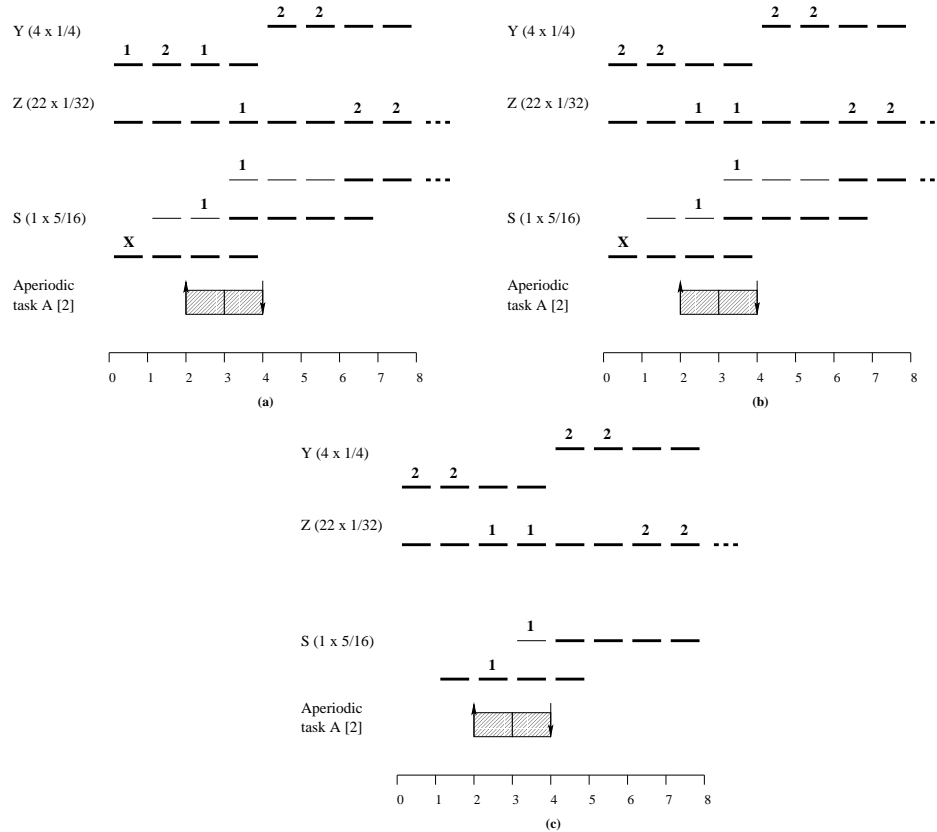 Y (4 x 1/4)
2 2
1 2 1
Z (22 x 1/32)
1 2 2
1
S (1 x 5/16)
1
X
Aperiodic
task A [2]
0 1 2 3 4 5 6 7 8
(a)
Y (4 x 1/4)
2 2
2 2
Z (22 x 1/32)
1 1 2 2
1
S (1 x 5/16)
1
X
Aperiodic
task A [2]
0 1 2 3 4 5 6 7 8
(b)
Y (4 x 1/4)
2 2
2 2
Z (22 x 1/32)
1 1 2 2
S (1 x 5/16)
1
1
Aperiodic
task A [2]
0 1 2 3 4 5 6 7 8
(c)